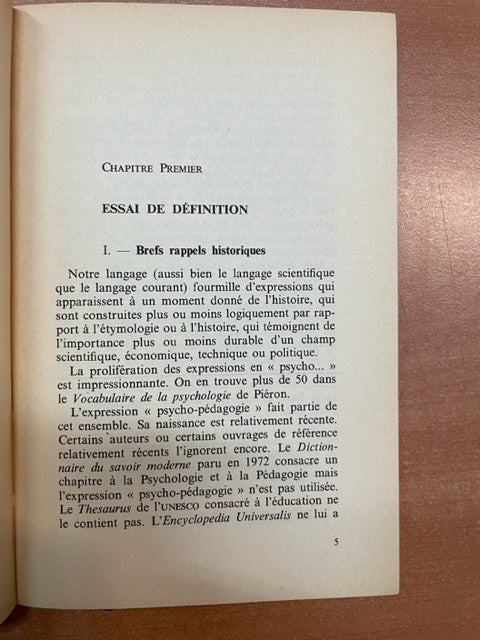 CHAPITRE PREMIER
ESSAI DE DÉFINITION
I. — Brefs rappels historiques
Notre langage (aussi bien le langage scientifique
que le langage courant) fourmille d'expressions qui
apparaissent à un moment donné de l'histoire, qui
sont construites plus ou moins logiquement par rap-
port à l'étymologie ou à l'histoire, qui témoignent de
l'importance plus ou moins durable d'un champ
scientifique, économique, technique ou politique.
La prolifération des expressions en « psycho... »
est impressionnante. On en trouve plus de 50 dans
le Vocabulaire de la psychologie de Piéron.
L'expression « psycho-pédagogie » fait partie de
cet ensemble. Sa naissance est relativement récente.
Certains auteurs ou certains ouvrages de référence
relativement récents l'ignorent encore. Le Diction-
naire du savoir moderne paru en 1972 consacre un
chapitre à la Psychologie et à la Pédagogie mais
l'expression « psycho-pédagogie » n'est pas utilisée.
Le Thesaurus de l'UNESCO consacré à l'éducation ne
le contient pas. L'Encyclopedia Universalis ne lui a
5